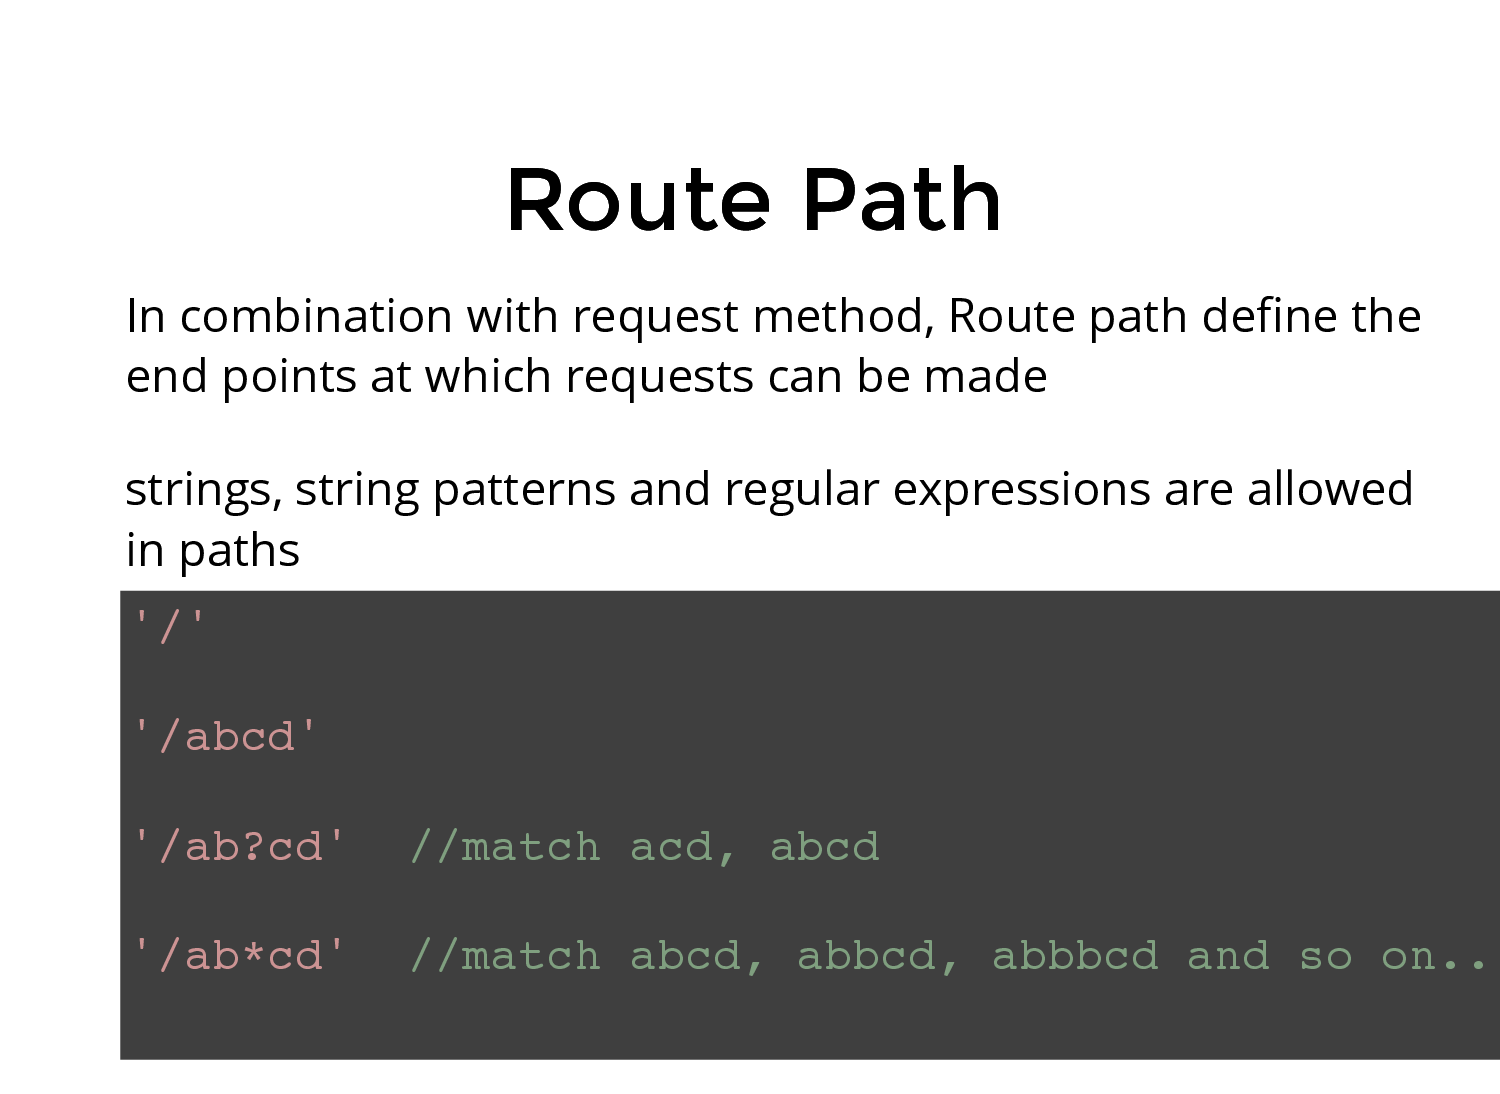 Route Path
In combination with request method, Route path define the
end points at which requests can be made
strings, string patterns and regular expressions are allowed
in paths
'/'
'/abcd'
'/ab?cd'  //match acd, abcd
'/ab*cd'  //match abcd, abbcd, abbbcd and so on..